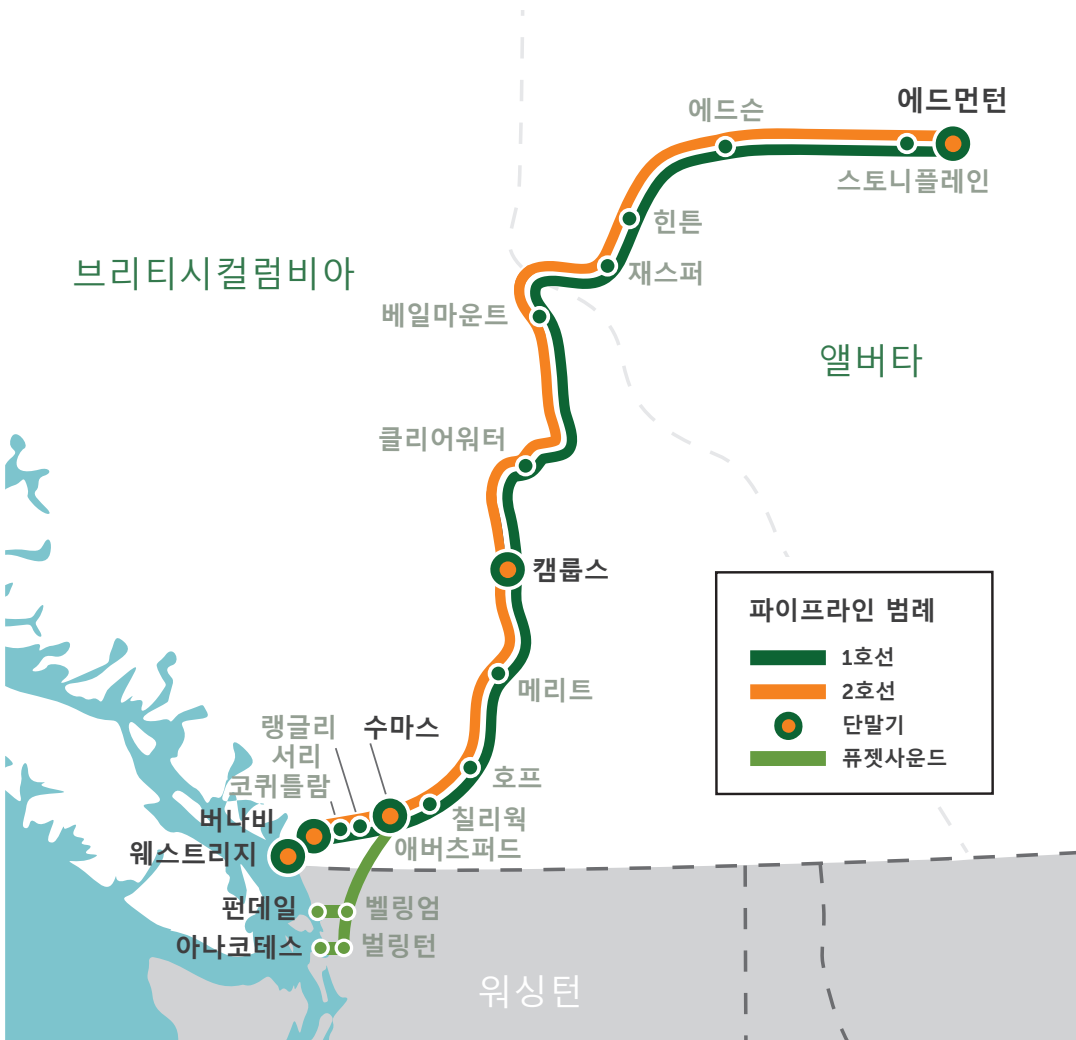 에드먼턴
에드슨
스토니플레인
힌튼
브리티시컬럼비아
재스퍼
베일마운트
앨버타
클리어워터
캠룹스
파이프라인 범례
1호선
2호선
단말기
퓨젯사운드
메리트
랭글리
수마스
서리
호프
코퀴틀람
버나비
칠리웍
웨스트리지
애버츠퍼드
펀데일
벨링엄
아나코테스
벌링턴
워싱턴